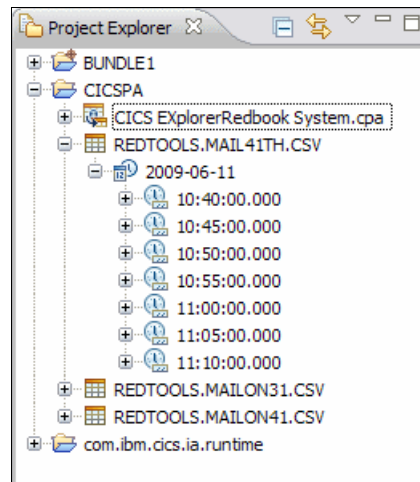 Project Explorer
BUNDLE1
CICSPA
CICS EXplorerRedbook System.cpa
REDTOOLS.MAIL41TH.CSV
2009-06-11
10:40:00.000
10:45:00.000
10:50:00.000
10:55:00.000
11:00:00.000
11:05:00.000
11:10:00.000
REDTOOLS.MAILON31.CSV
REDTOOLS.MAILON41.CSV
com.ibm.cics.ia.runtime